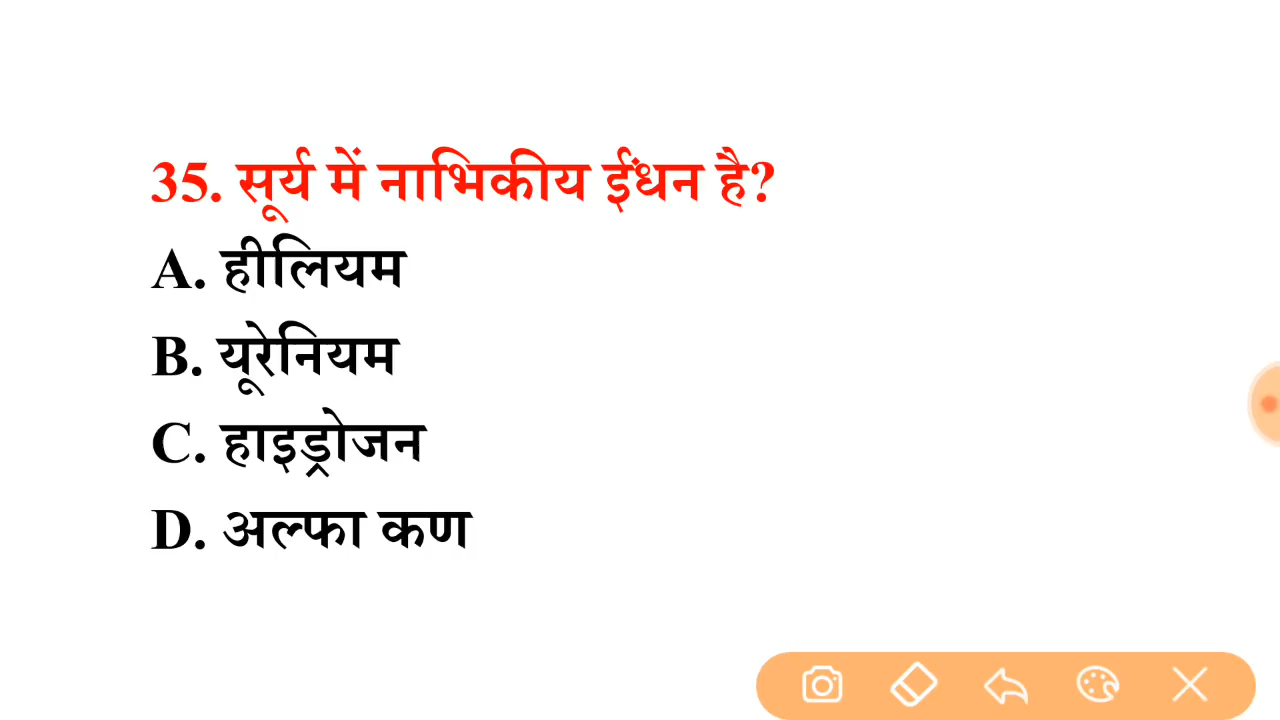 35. सूर्य में नाभिकीय ईंधन है?
A. हीलियम
B. यूरेनियम
C. हाइड्रोजन
D. अल्फा कण